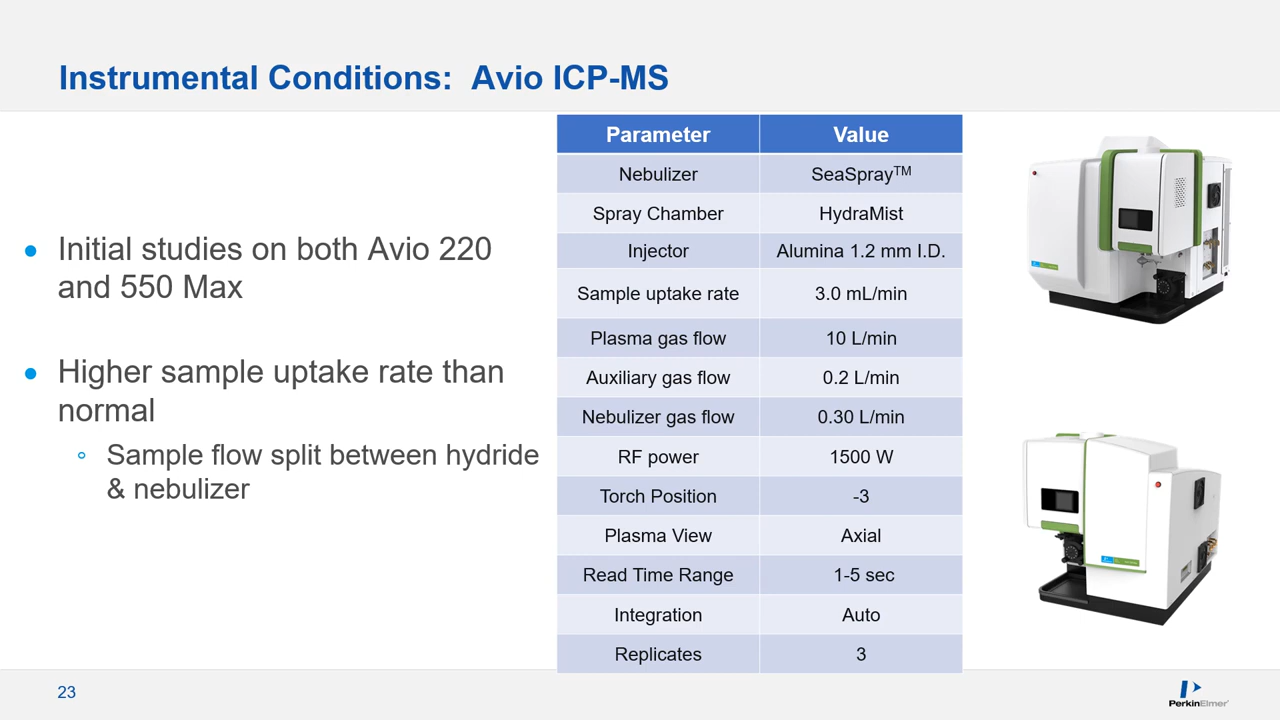 Instrumental Conditions:  Avio ICP-MS
Initial studies on both Avio 220
and 550 Max
Higher sample uptake rate than
normal
Sample flow split between hydride
& nebulizer
Parameter Value
Nebulizer SeaSpray™
Spray Chamber HydraMist
Injector Alumina 1.2 mm I.D.
Sample uptake rate 3.0 mL/min
Plasma gas flow 10 L/min
Auxiliary gas flow 0.2 L/min
Nebulizer gas flow 0.30 L/min
RF power 1500 W
Torch Position -3
Plasma View Axial
Read Time Range 1-5 sec
Integration Auto
Replicates 3
23
PerkinElmer